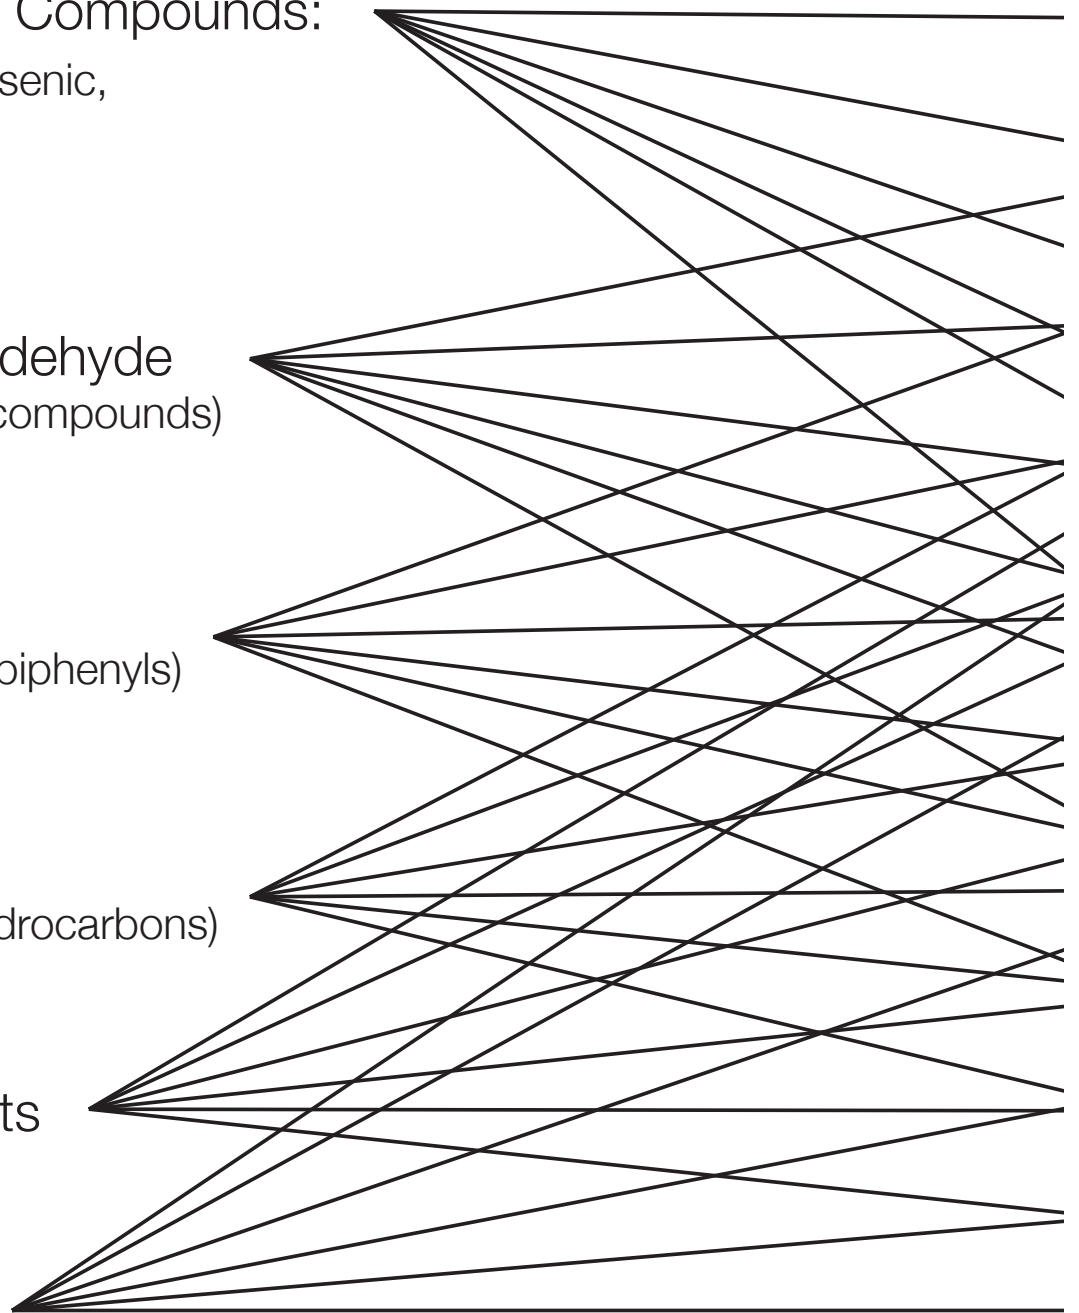 Compounds:
senic,
dehyde
compounds)
biphenyls)
drocarbons)
ts